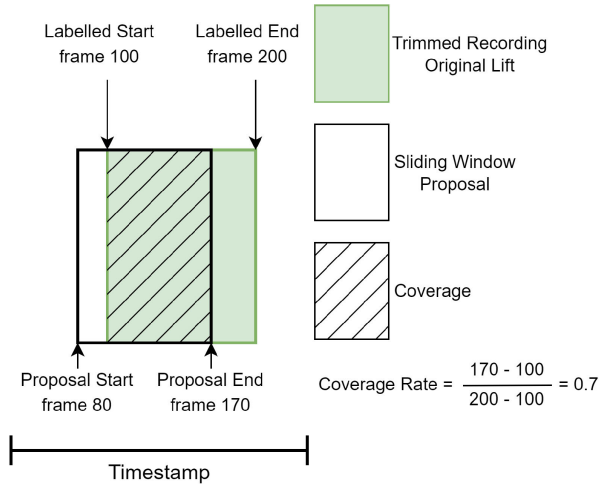 Labelled Start
frame 100
Labelled End
frame 200
Trimmed Recording
Original Lift
Sliding Window
Proposal
Coverage
Proposal Start
frame 80
Proposal End
frame 170
Coverage Rate = 170 - 100 / 200 - 100 = 0.7
Timestamp